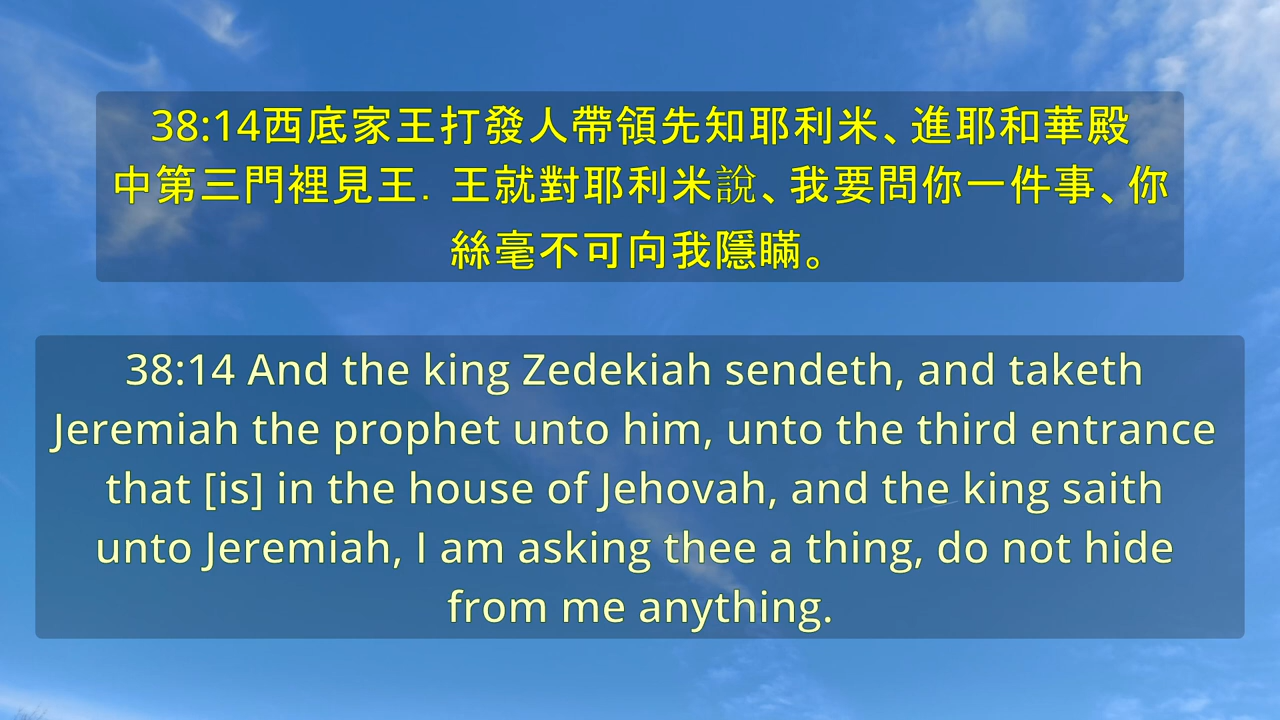 38:14西底家王打發人帶領先知耶利米、進耶和華殿
中第三門裡見王．王就對耶利米說、我要問你一件事、你
絲毫不可向我隱瞞。
38:14 And the king Zedekiah sendeth, and taketh
Jeremiah the prophet unto him, unto the third entrance
that [is] in the house of Jehovah, and the king saith
unto Jeremiah, I am asking thee a thing, do not hide
from me anything.